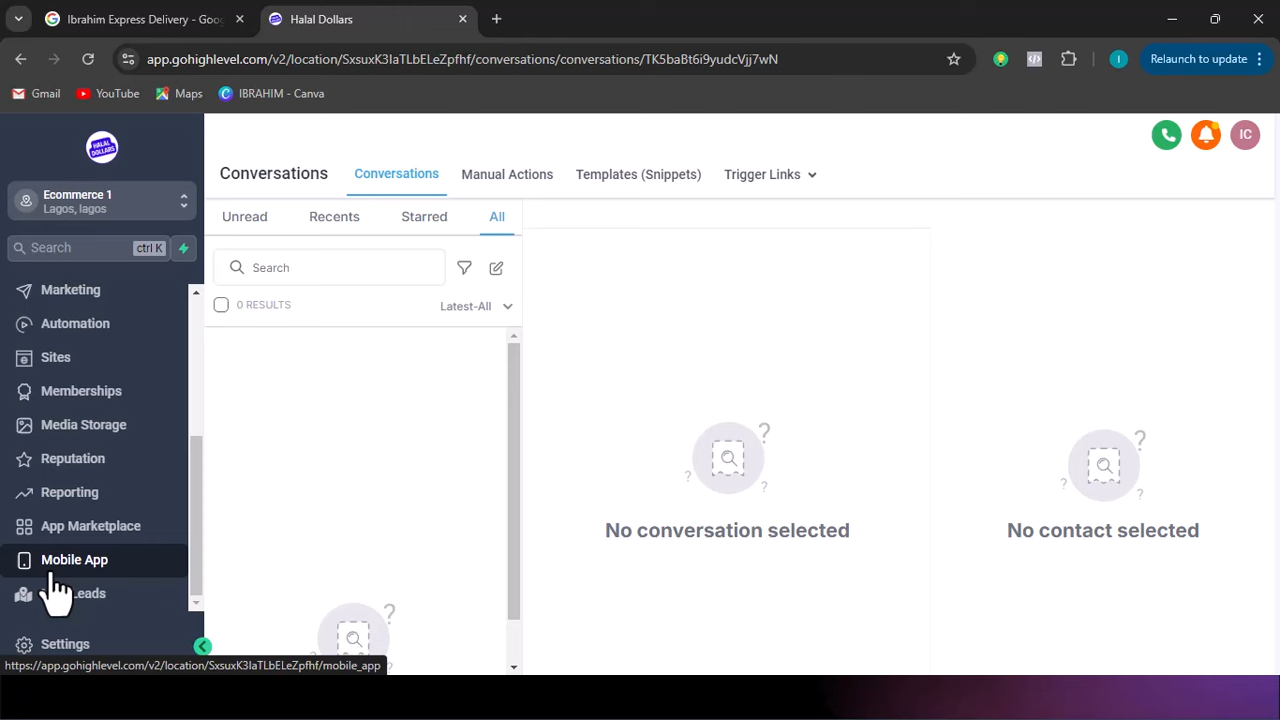 Ibrahim Express Delivery - Goo
Halal Dollars
app.gohighlevel.com/v2/location/SxsuxK3IaTLbELeZpfhf/conversations/conversations/TK5baBt6i9yudcVjj7wN
Relaunch to update
Gmail
YouTube
Maps
IBRAHIM - Canva
HALAL
DOLLARS
IC
Ecommerce 1
Lagos, lagos
Search
ctrl K
Marketing
Automation
Sites
Memberships
Media Storage
Reputation
Reporting
App Marketplace
Mobile App
Leads
Settings
https://app.gohighlevel.com/v2/location/SxsuxK3IaTLbELeZpfhf/mobile_app
Conversations
Conversations
Manual Actions
Templates (Snippets)
Trigger Links
Unread
Recents
Starred
All
Search
0 RESULTS
Latest-All
No conversation selected
No contact selected